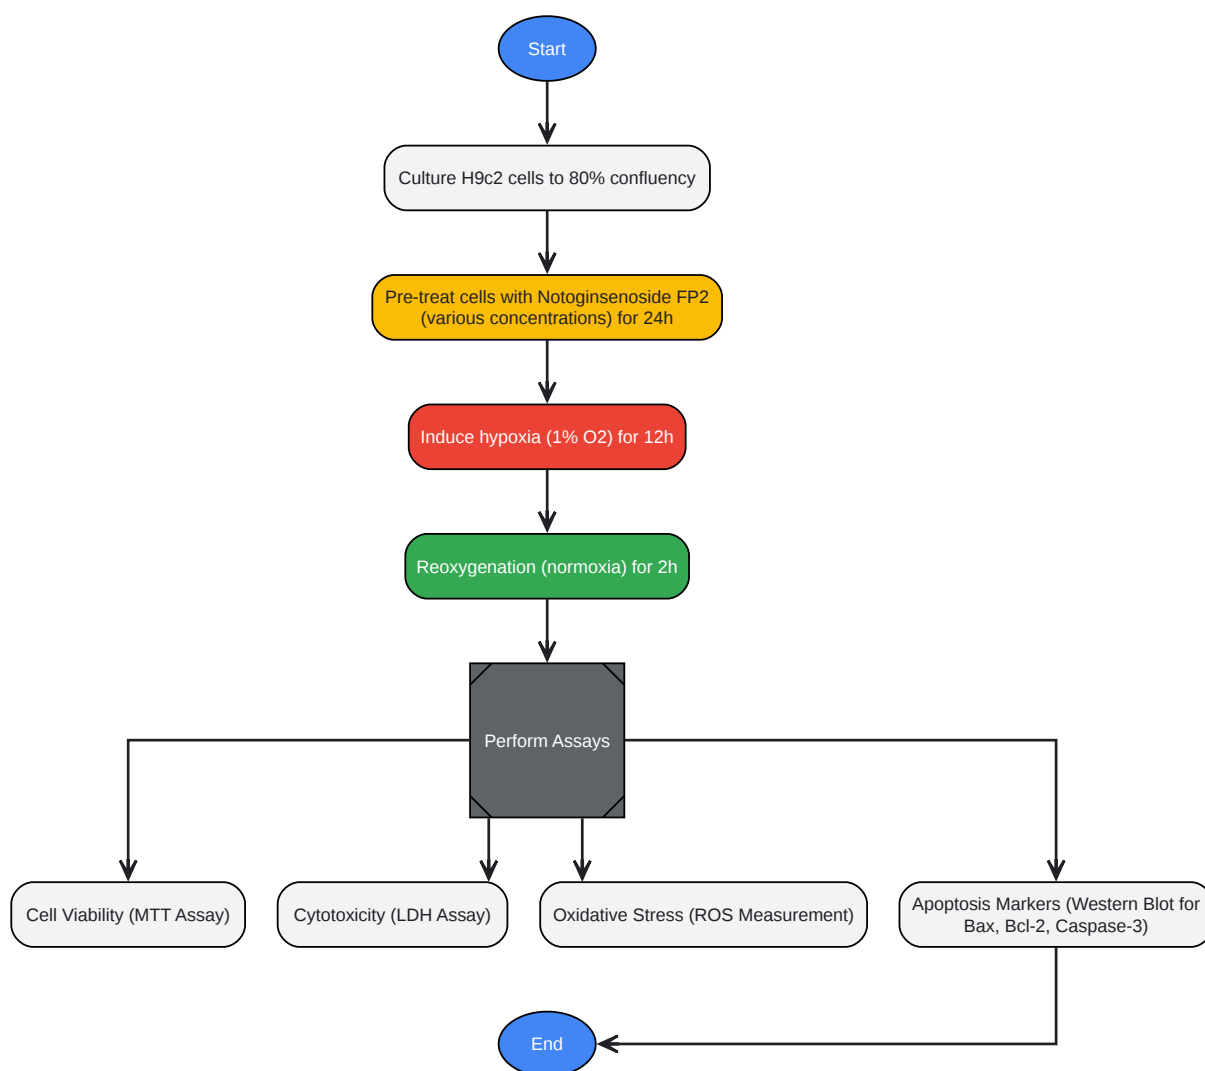 Start
Culture H9c2 cells to 80% confluency
Pre-treat cells with Notoginsenoside FP2
(various concentrations) for 24h
Induce hypoxia (1% O2) for 12h
Reoxygenation (normoxia) for 2h
Perform Assays
Cell Viability (MTT Assay)
Cytotoxicity (LDH Assay)
Oxidative Stress (ROS Measurement)
Apoptosis Markers (Western Blot for
Bax, Bcl-2, Caspase-3)
End